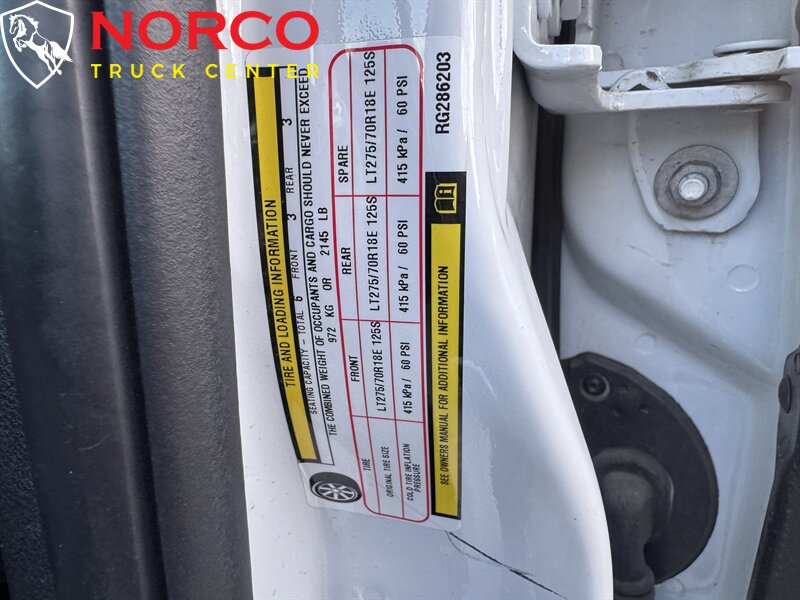 NORCO
TRUCK CENTER
TIRE AND LOADING INFORMATION
SEATING CAPACITY - TOTAL 6 FRONT 3 REAR 3
THE COMBINED WEIGHT OF OCCUPANTS AND CARGO SHOULD NEVER EXCEED
972 KG OR 2145 LB
TIRE FRONT REAR SPARE
ORIGINAL TIRE SIZE LT275/70R18E 125S LT275/70R18E 125S LT275/70R18E 125S
COLD TIRE INFLATION PRESSURE 415 kPa/ 60 PSI 415 kPa/ 60 PSI 415 kPa/ 60 PSI
SEE OWNERS MANUAL FOR ADDITIONAL INFORMATION
RG286203